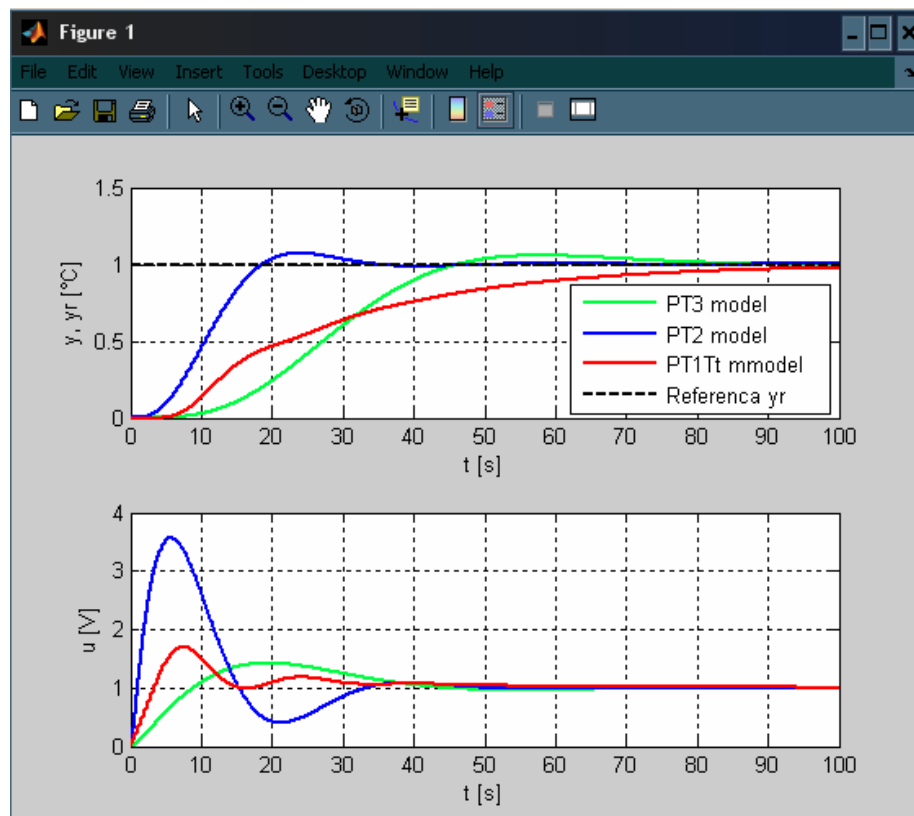 Figure 1
File Edit View Insert Tools Desktop Window Help
1.5
1
0.5
0
y, yr [°C]
PT3 model
PT2 model
PT1Tt mmodel
Referenca yr
0 10 20 30 40 50 60 70 80 90 100
t [s]
4
3
2
1
0
u [V]
0 10 20 30 40 50 60 70 80 90 100
t [s]